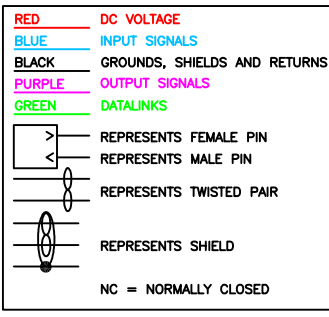 RED DC VOLTAGE
BLUE INPUT SIGNALS
BLACK GROUNDS, SHIELDS AND RETURNS
PURPLE OUTPUT SIGNALS
GREEN DATALINKS
REPRESENTS FEMALE PIN
REPRESENTS MALE PIN
REPRESENTS TWISTED PAIR
REPRESENTS SHIELD
NC = NORMALLY CLOSED